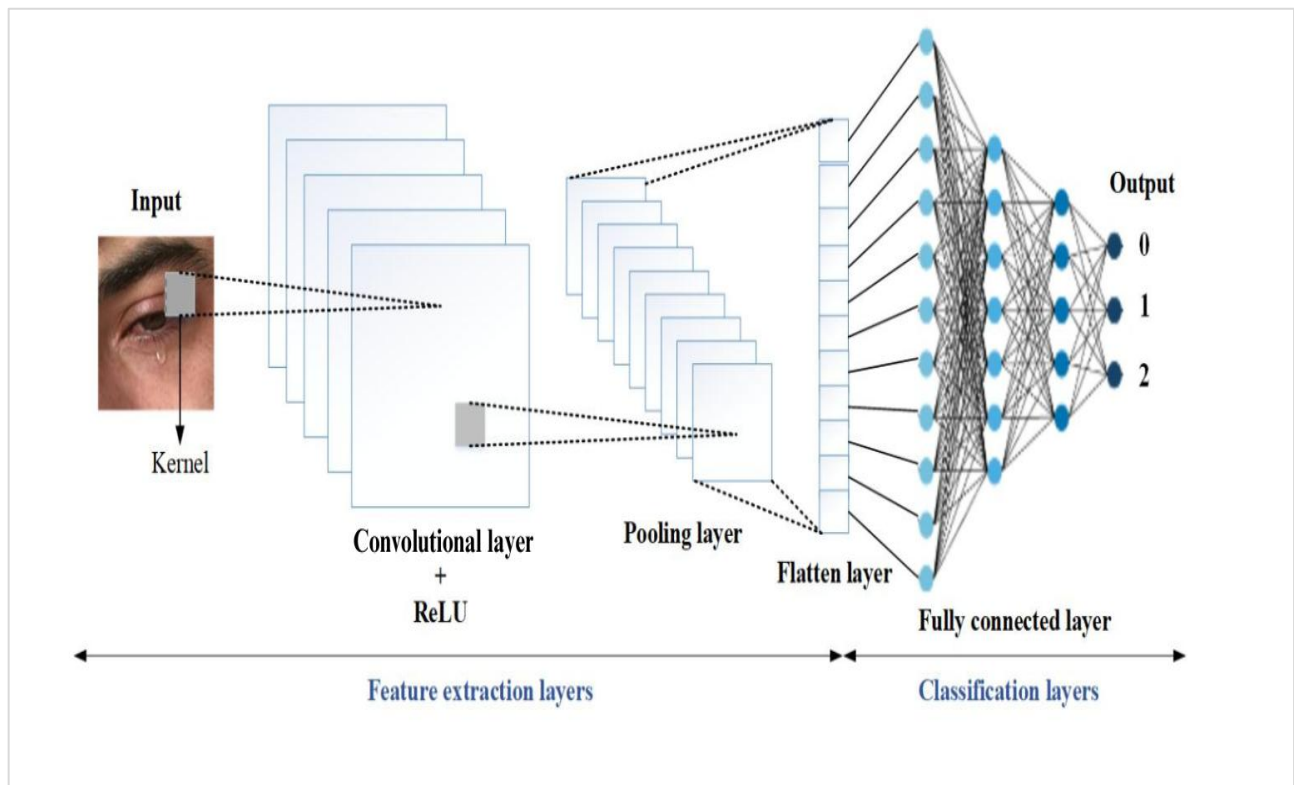 Input
Kernel
Convolutional layer
+
ReLU
Pooling layer
Flatten layer
Fully connected layer
Output
0
1
2
Feature extraction layers
Classification layers